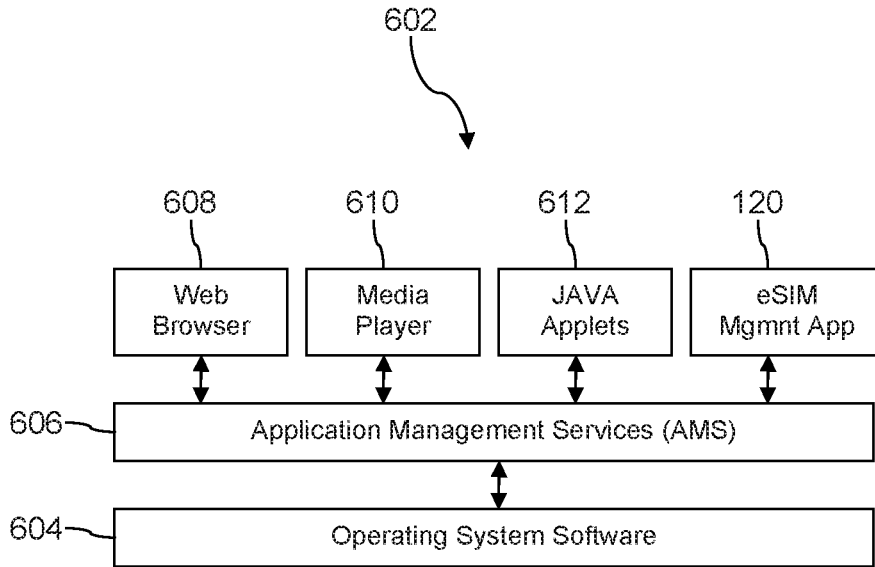 602
608
610
612
120
Web
Browser
Media
Player
JAVA
Applets
eSIM
Mgmnt App
606
Application Management Services (AMS)
604
Operating System Software